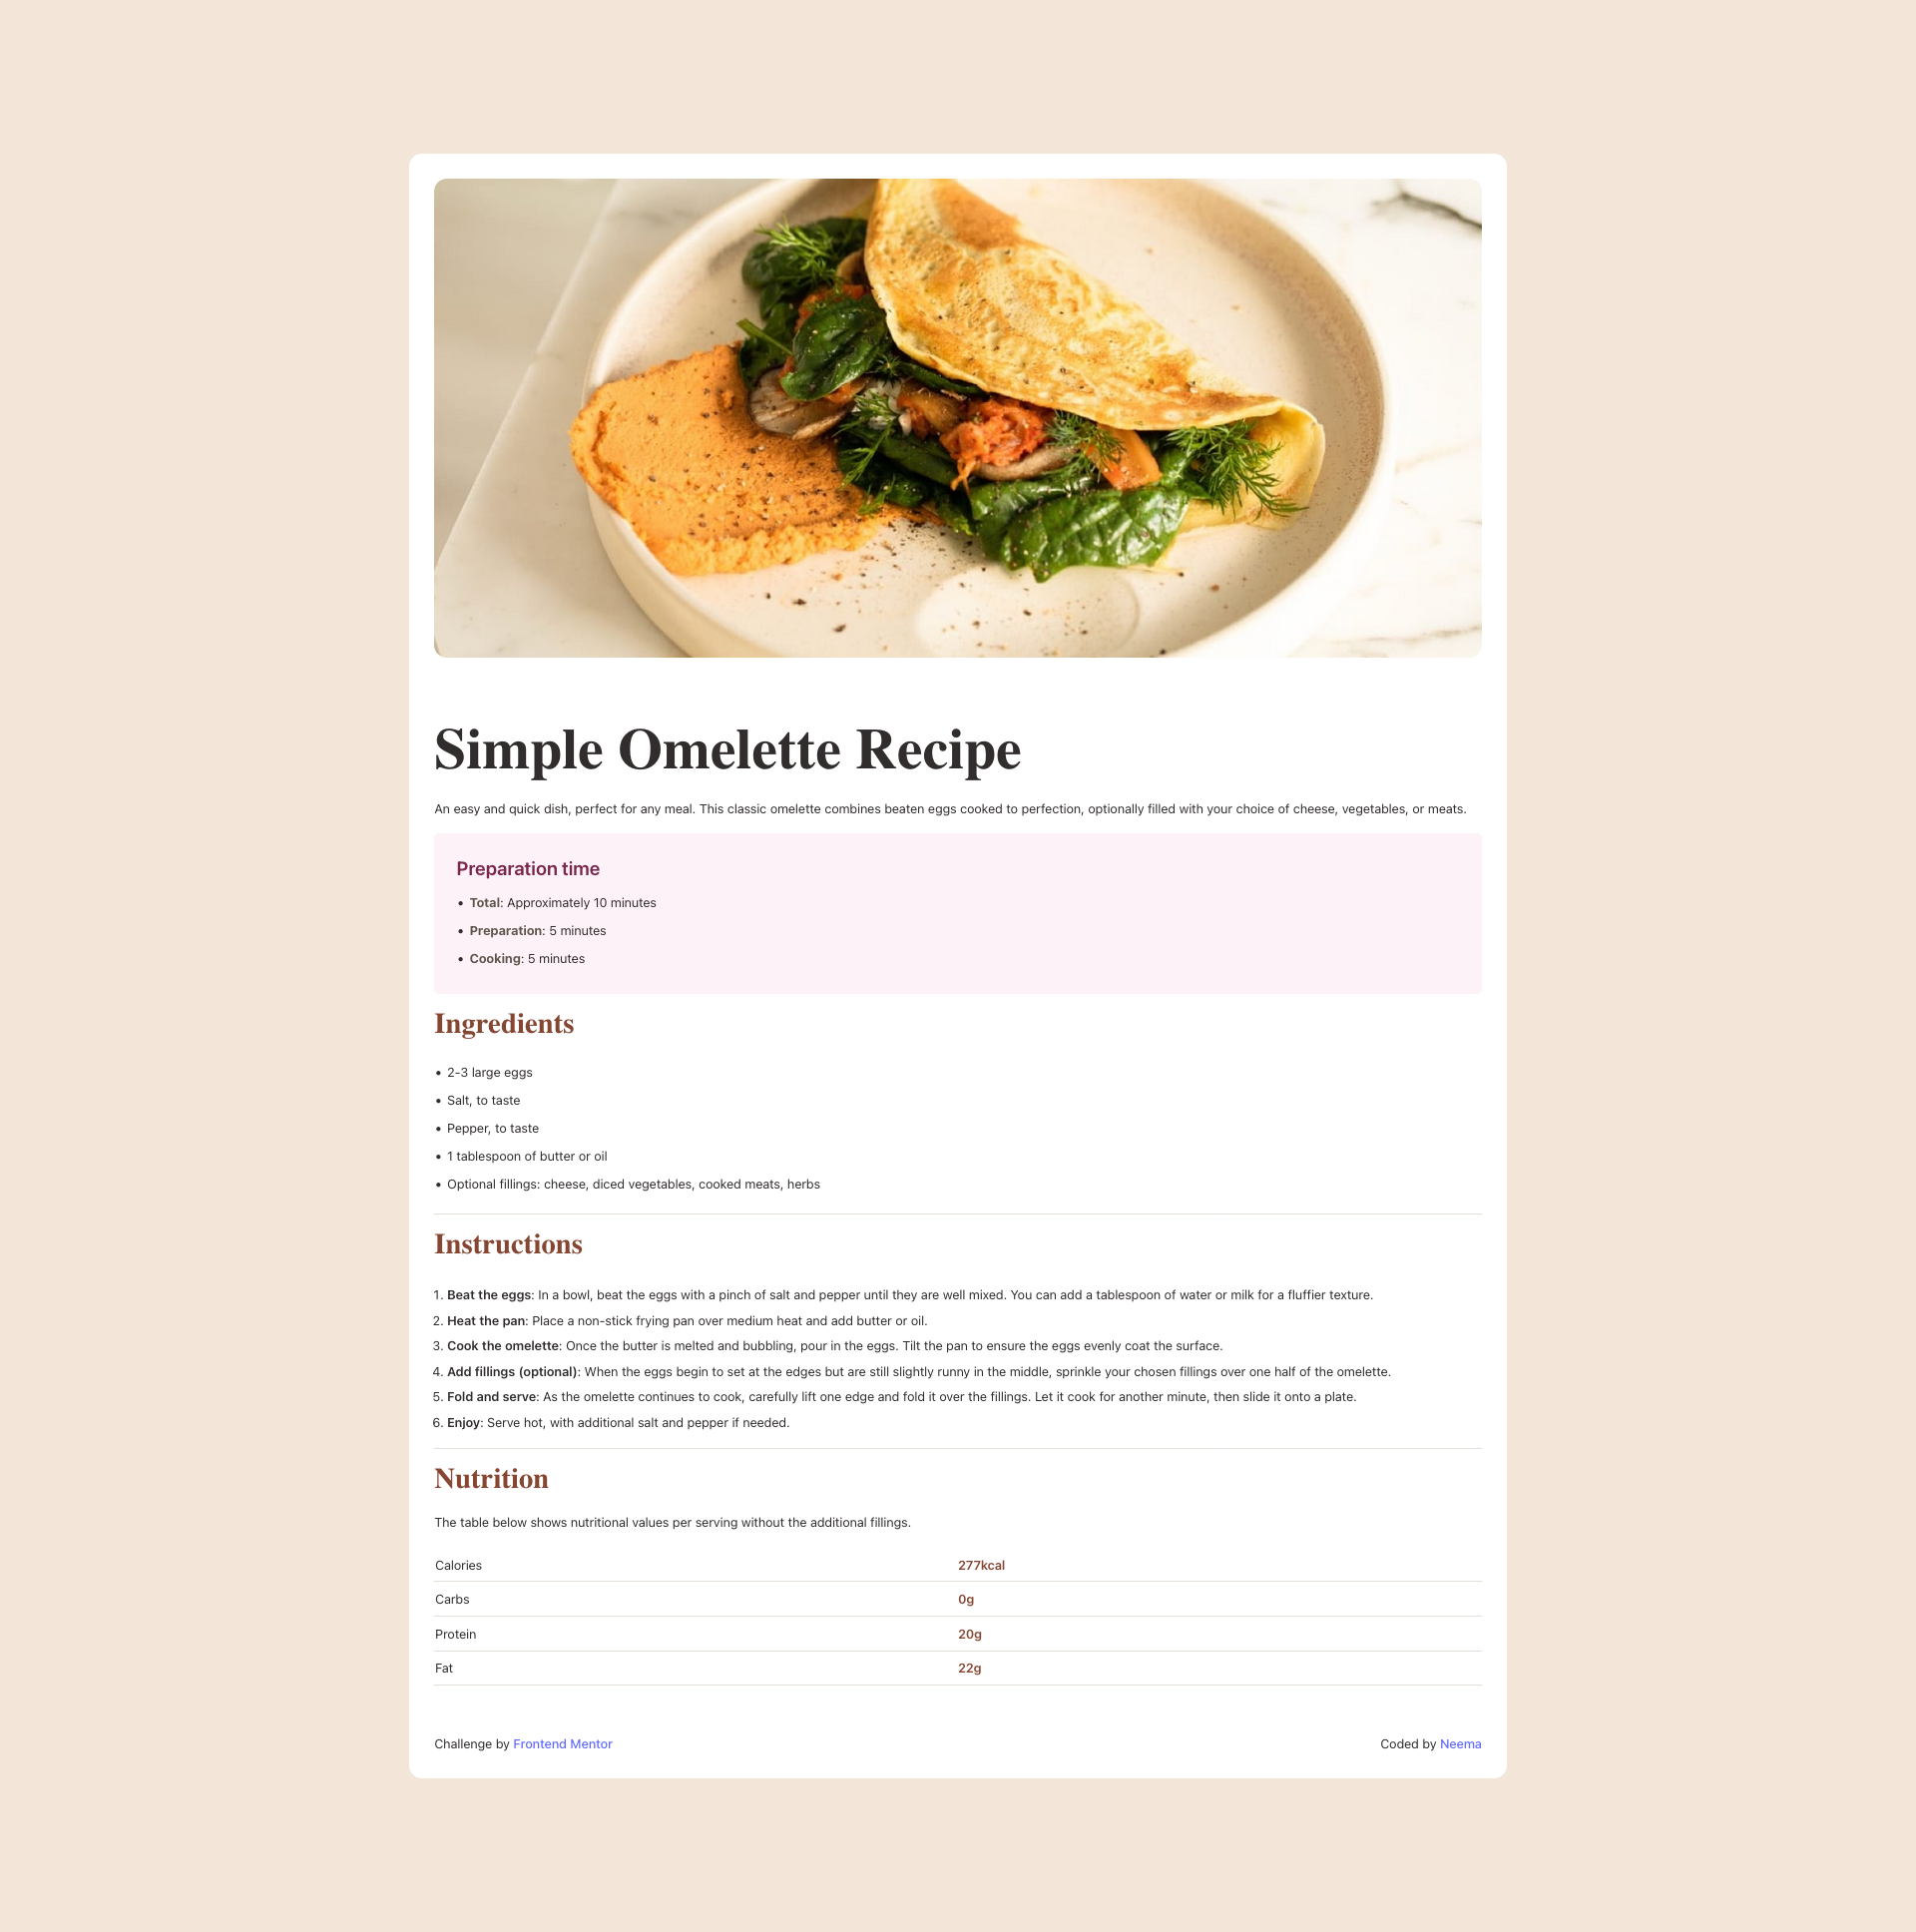 Simple Omelette Recipe
An easy and quick dish, perfect for any meal. This classic omelette combines beaten eggs cooked to perfection, optionally filled with your choice of cheese, vegetables, or meats.
Preparation time
• Total: Approximately 10 minutes
• Preparation: 5 minutes
• Cooking: 5 minutes
Ingredients
• 2-3 large eggs
• Salt, to taste
• Pepper, to taste
• 1 tablespoon of butter or oil
• Optional fillings: cheese, diced vegetables, cooked meats, herbs
Instructions
1. Beat the eggs: In a bowl, beat the eggs with a pinch of salt and pepper until they are well mixed. You can add a tablespoon of water or milk for a fluffier texture.
2. Heat the pan: Place a non-stick frying pan over medium heat and add butter or oil.
3. Cook the omelette: Once the butter is melted and bubbling, pour in the eggs. Tilt the pan to ensure the eggs evenly coat the surface.
4. Add fillings (optional): When the eggs begin to set at the edges but are still slightly runny in the middle, sprinkle your chosen fillings over one half of the omelette.
5. Fold and serve: As the omelette continues to cook, carefully lift one edge and fold it over the fillings. Let it cook for another minute, then slide it onto a plate.
6. Enjoy: Serve hot, with additional salt and pepper if needed.
Nutrition
The table below shows nutritional values per serving without the additional fillings.
Calories 277kcal
Carbs 0g
Protein 20g
Fat 22g
Challenge by Frontend Mentor Coded by Neema